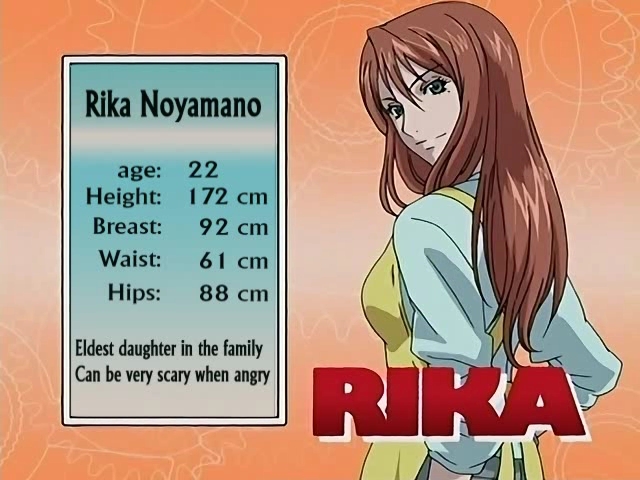 Rika Noyamano
age: 22
Height: 172 cm
Breast: 92 cm
Waist: 61 cm
Hips: 88 cm
Eldest daughter in the family
Can be very scary when angry
RIKA